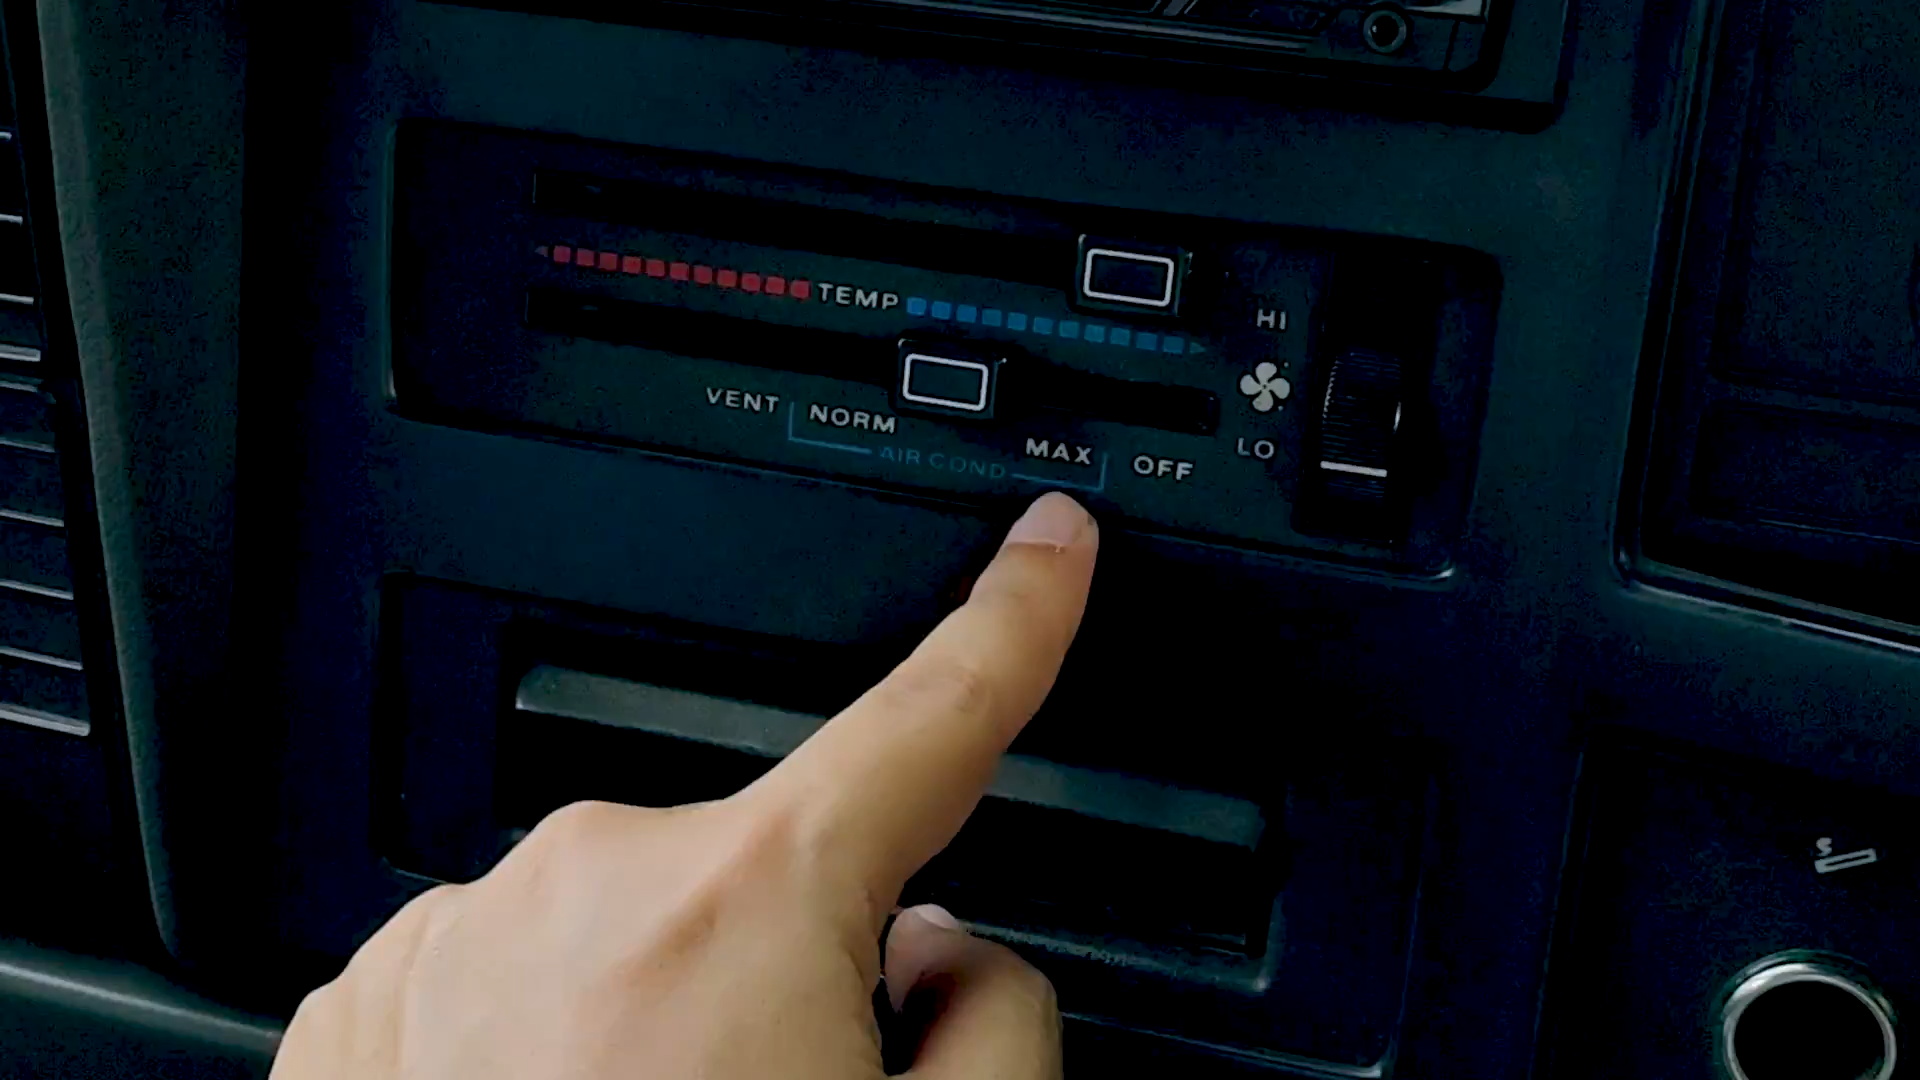 TEMP
HI
VENT NORM MAX OFF
AIR COND
LO